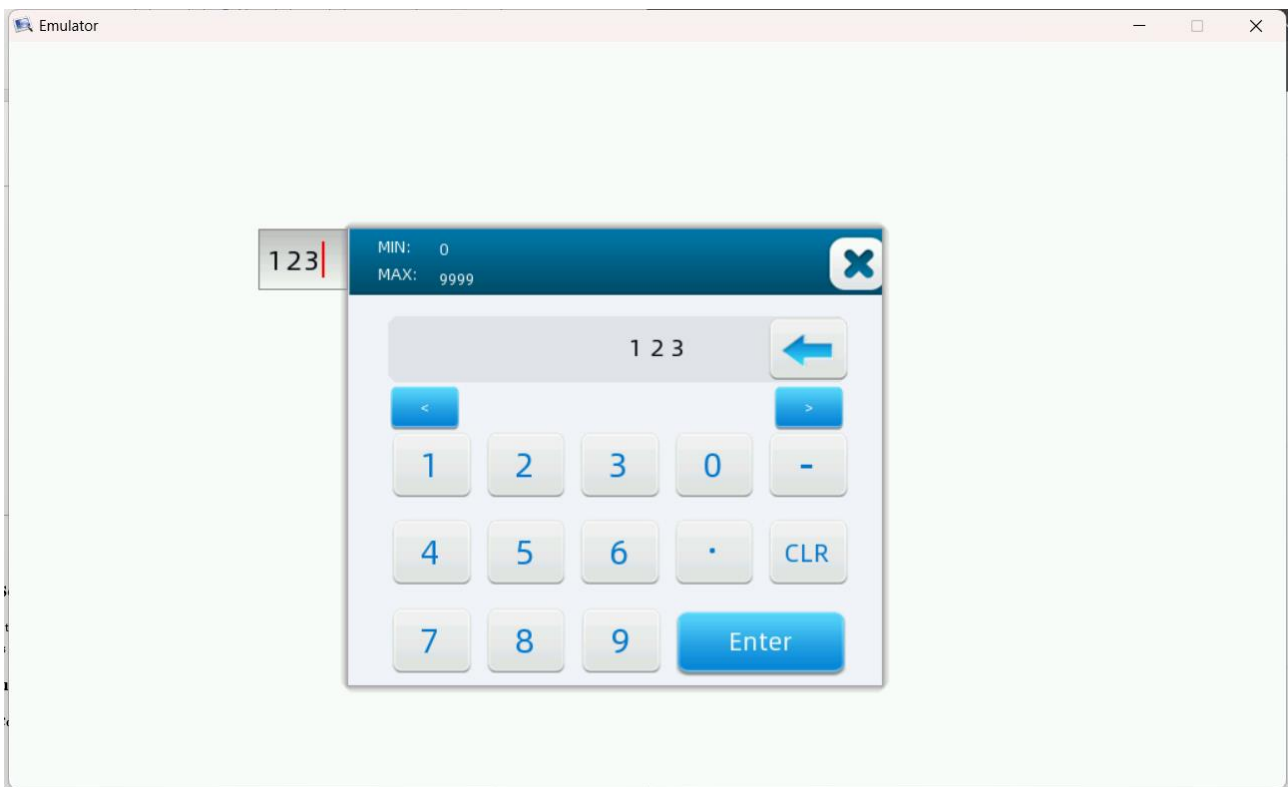 Emulator
123
MIN: 0
MAX: 9999
1 2 3
< >
1 2 3 0 -
4 5 6 . CLR
7 8 9 Enter